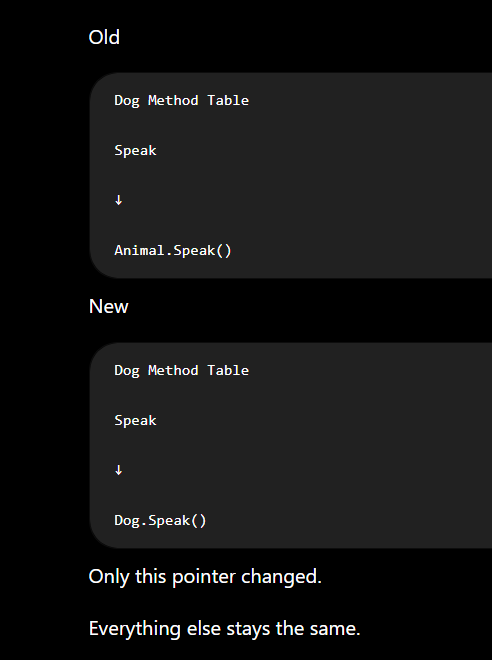 Old
Dog Method Table
Speak
↓
Animal.Speak()
New
Dog Method Table
Speak
↓
Dog.Speak()
Only this pointer changed.
Everything else stays the same.